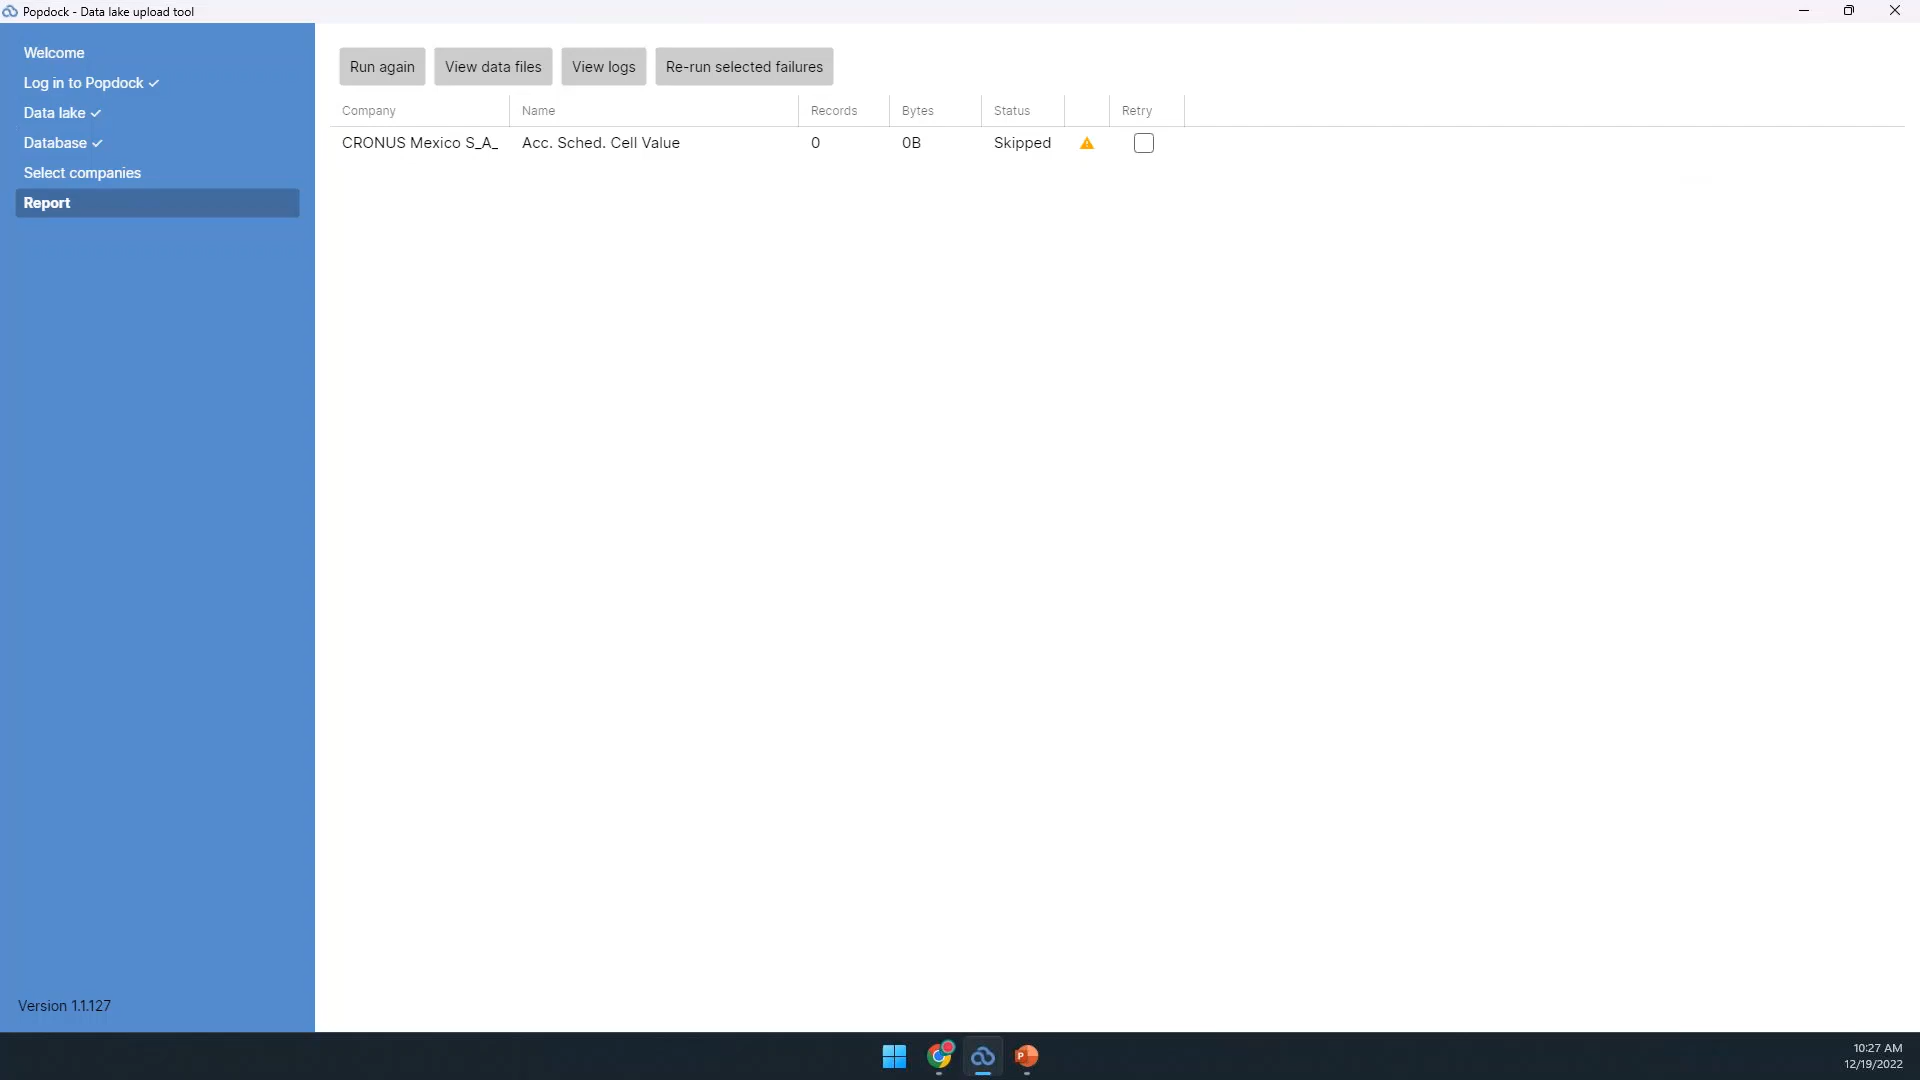 Popdock - Data lake upload tool
Welcome
Log in to Popdock
Data lake
Database
Select companies
Report
Run again View data files View logs Re-run selected failures
Company Name Records Bytes Status Retry
CRONUS Mexico S_A_ Acc. Sched. Cell Value 0 0B Skipped
Version 1.1.127
P
10:27 AM
12/19/2022